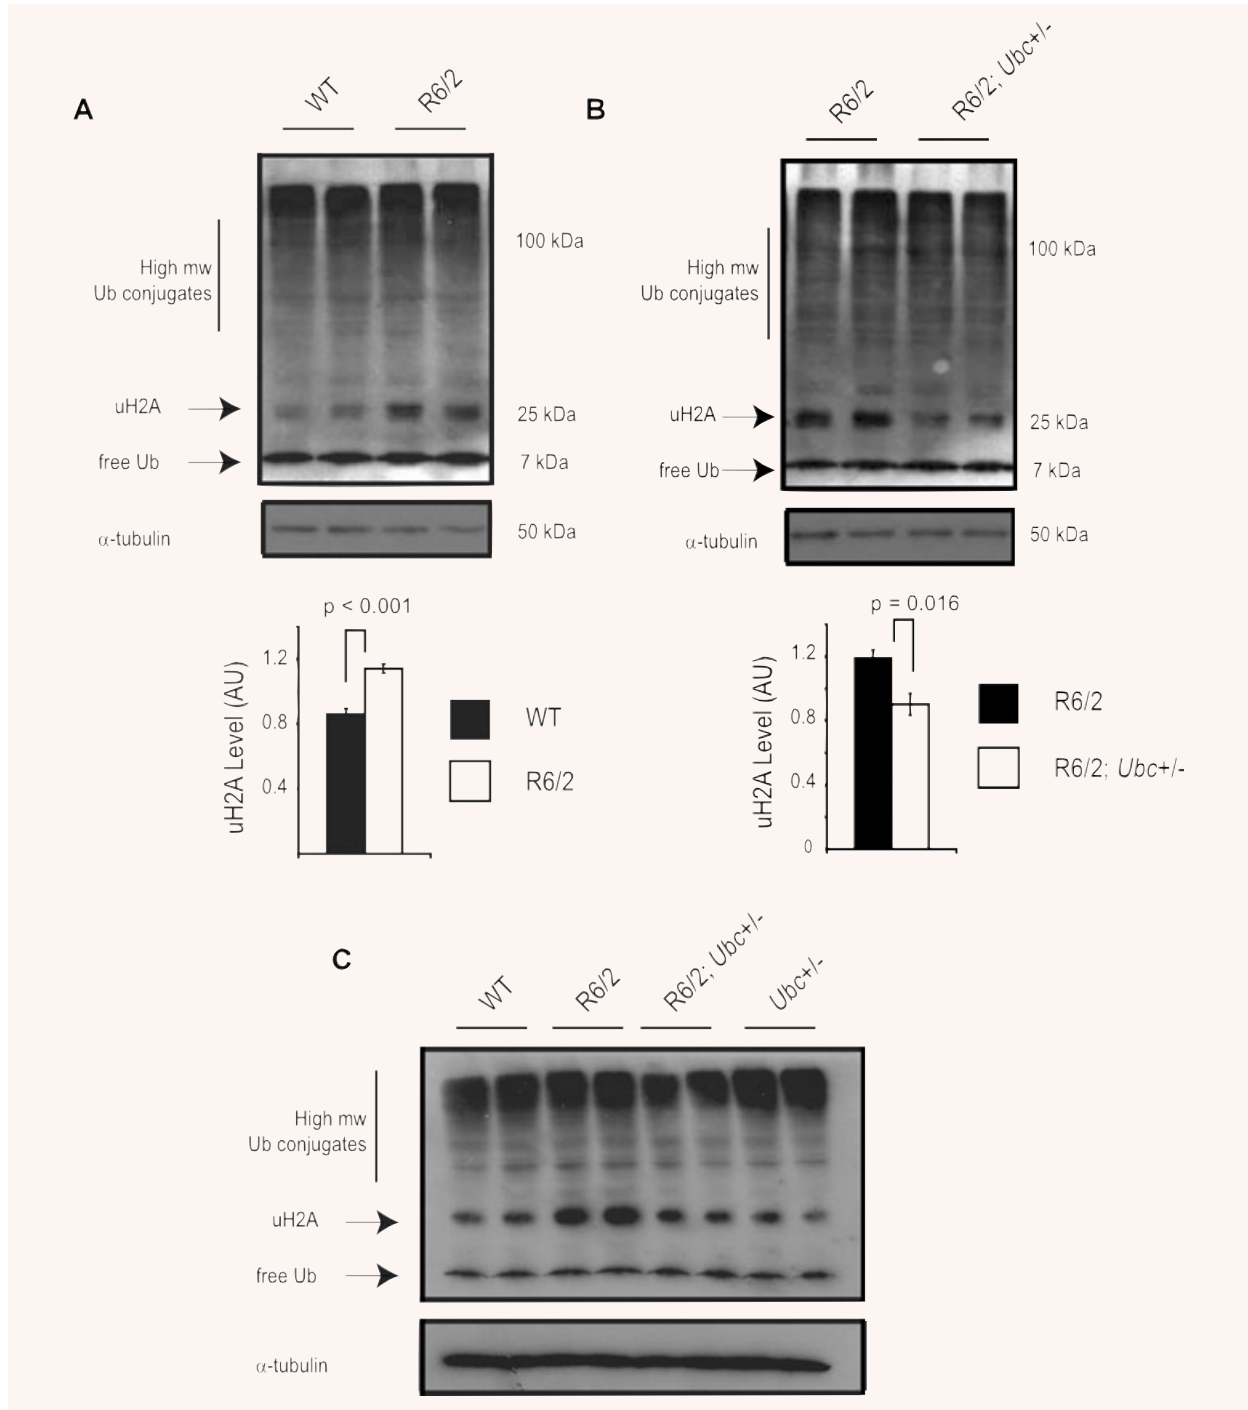 A
WT
R6/2
High mw
Ub conjugates
100 kDa
uH2A
25 kDa
free Ub
7 kDa
α-tubulin
50 kDa
p < 0.001
uH2A Level (AU)
1.2
0.8
0.4
WT
R6/2
B
R6/2
R6/2; Ubc+/-
High mw
Ub conjugates
100 kDa
uH2A
25 kDa
free Ub
7 kDa
α-tubulin
50 kDa
p = 0.016
uH2A Level (AU)
1.2
0.8
0.4
0
R6/2
R6/2; Ubc+/-
C
WT
R6/2
R6/2; Ubc+/-
Ubc+/-
High mw
Ub conjugates
uH2A
free Ub
α-tubulin